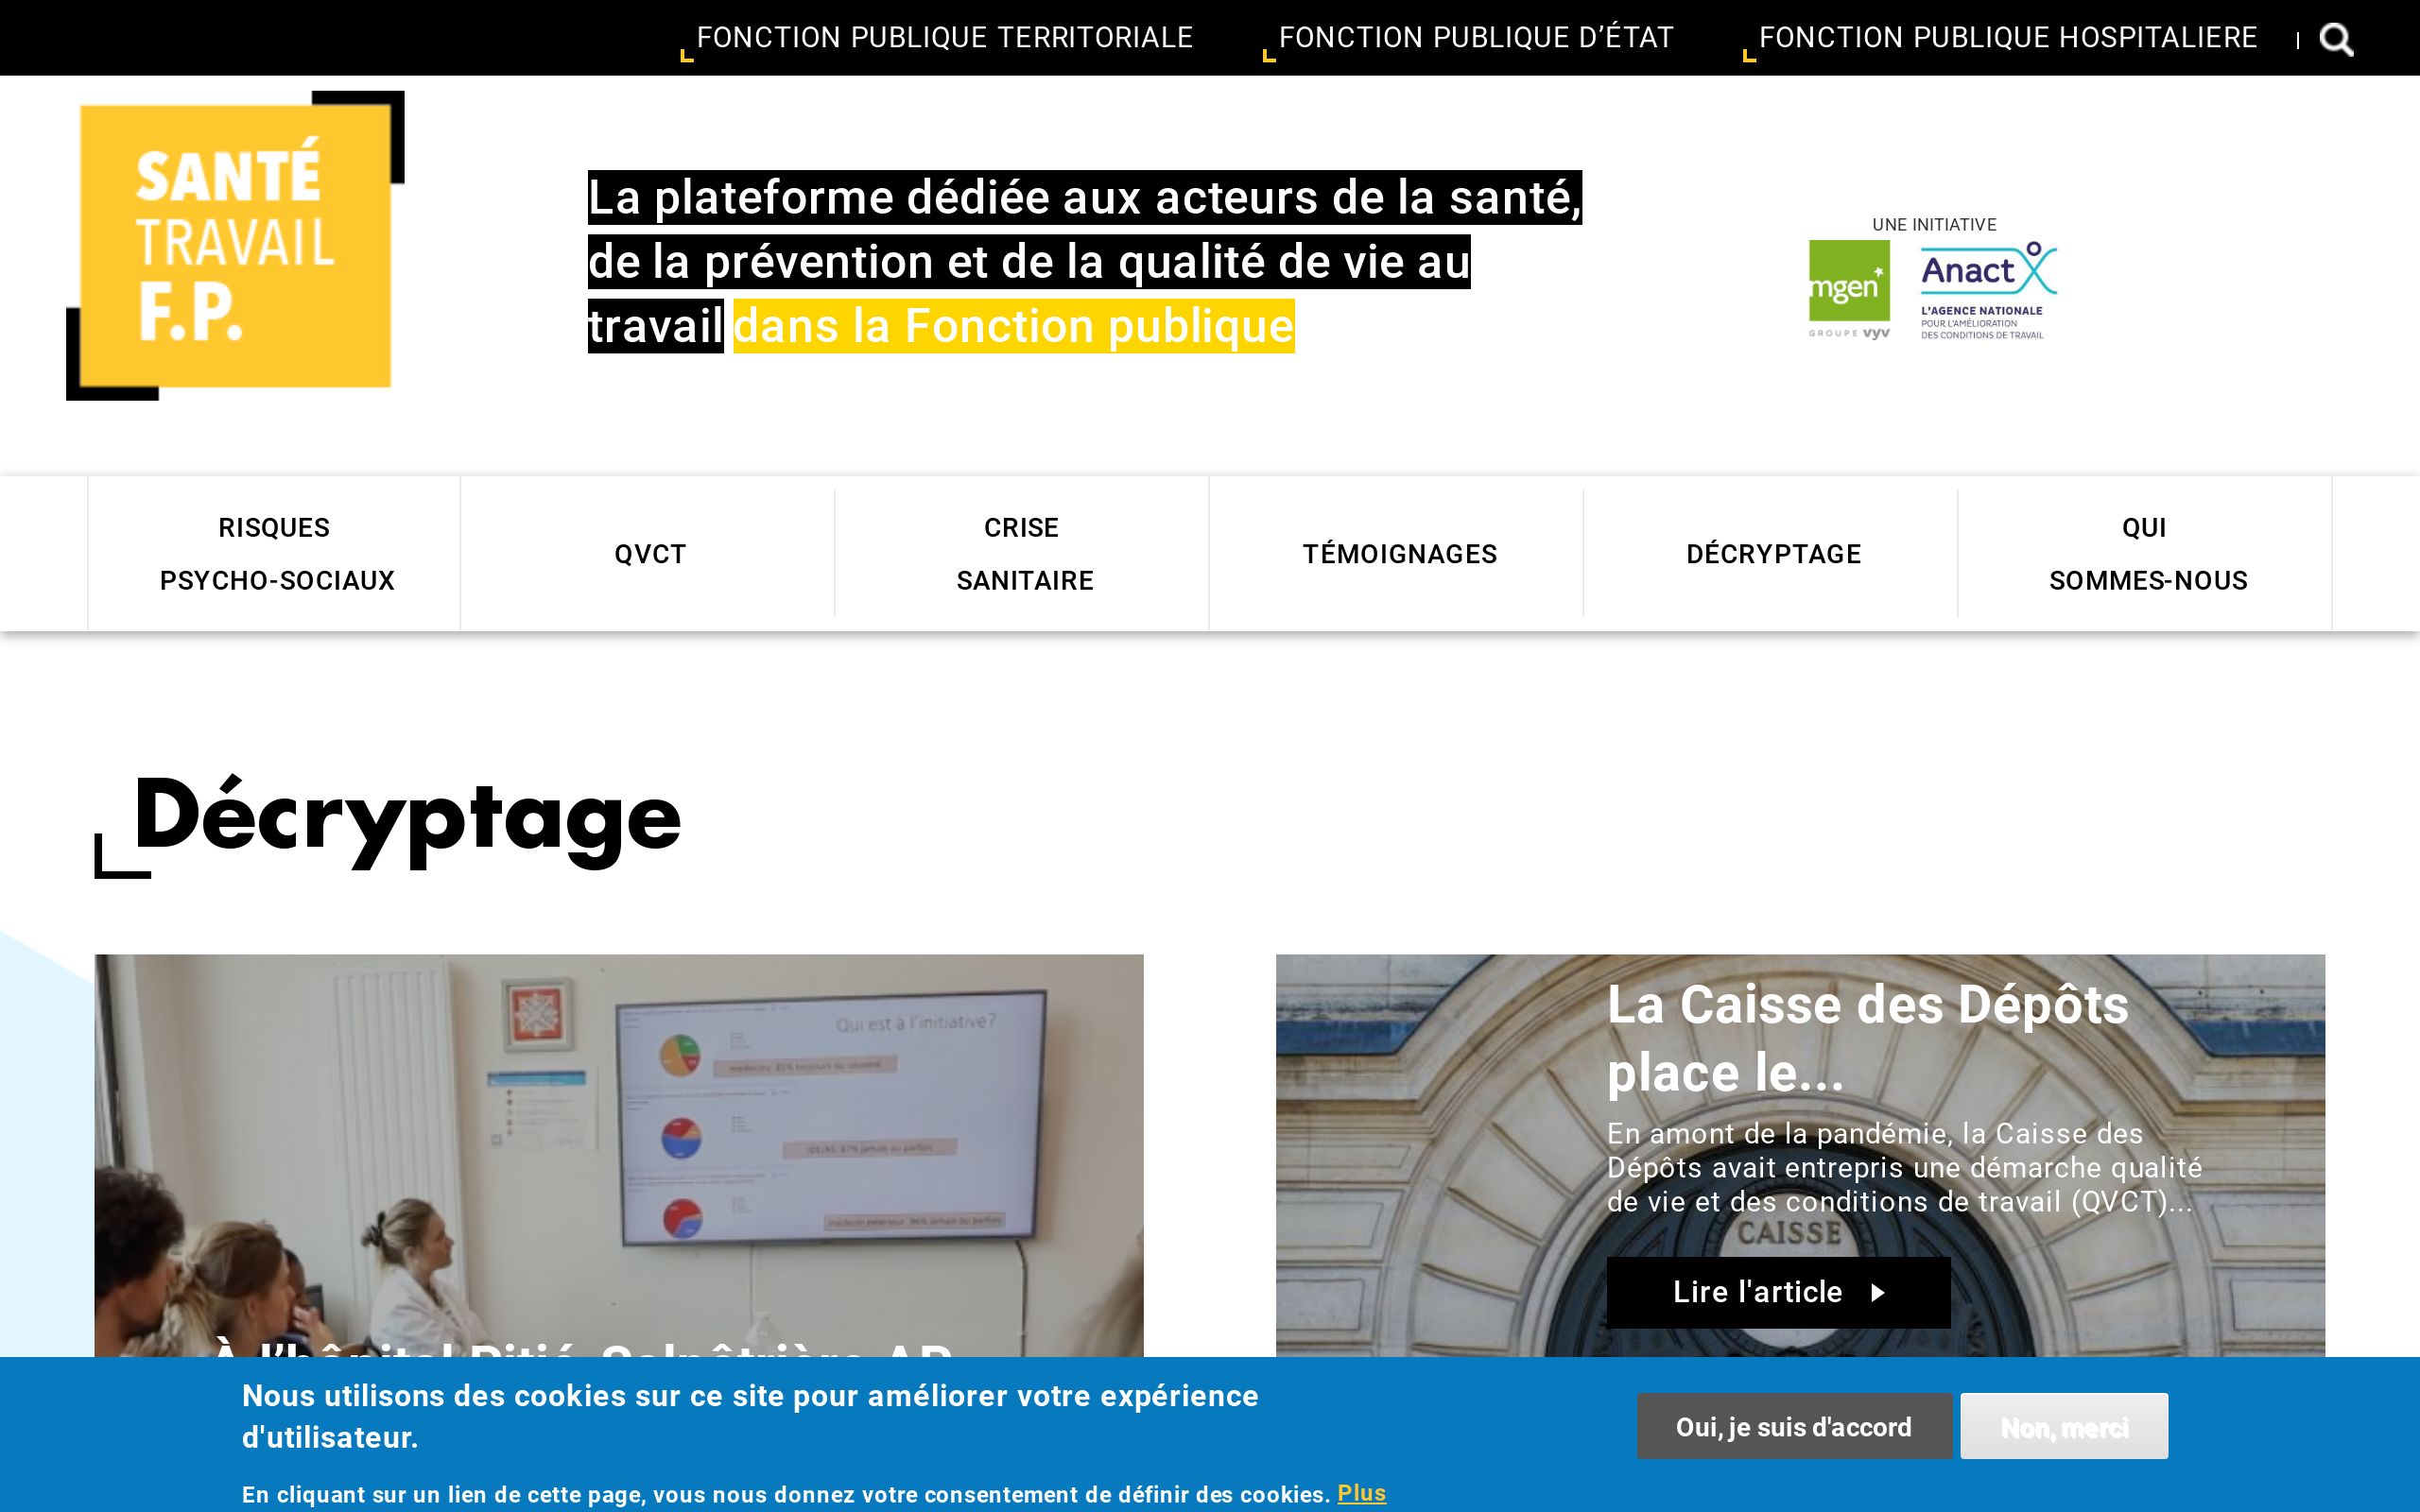 FONCTION PUBLIQUE TERRITORIALE
FONCTION PUBLIQUE D’ÉTAT
FONCTION PUBLIQUE HOSPITALIERE
SANTÉ
TRAVAIL
F.P.
La plateforme dédiée aux acteurs de la santé,
de la prévention et de la qualité de vie au
travail dans la Fonction publique
UNE INITIATIVE
mgen
GROUPE vyv
Anact
L'AGENCE NATIONALE
POUR L'AMÉLIORATION
DES CONDITIONS DE TRAVAIL
RISQUES
PSYCHO-SOCIAUX
QVCT
CRISE
SANITAIRE
TÉMOIGNAGES
DÉCRYPTAGE
QUI
SOMMES-NOUS
Décryptage
Qui est à l'initiative?
À l’hôpital Pitié-Salpêtrière AP-
La Caisse des Dépôts
place le...
En amont de la pandémie, la Caisse des
Dépôts avait entrepris une démarche qualité
de vie et des conditions de travail (QVCT)...
CAISSE
Lire l'article
Nous utilisons des cookies sur ce site pour améliorer votre expérience
d'utilisateur.
En cliquant sur un lien de cette page, vous nous donnez votre consentement de définir des cookies. Plus
Oui, je suis d'accord
Non, merci